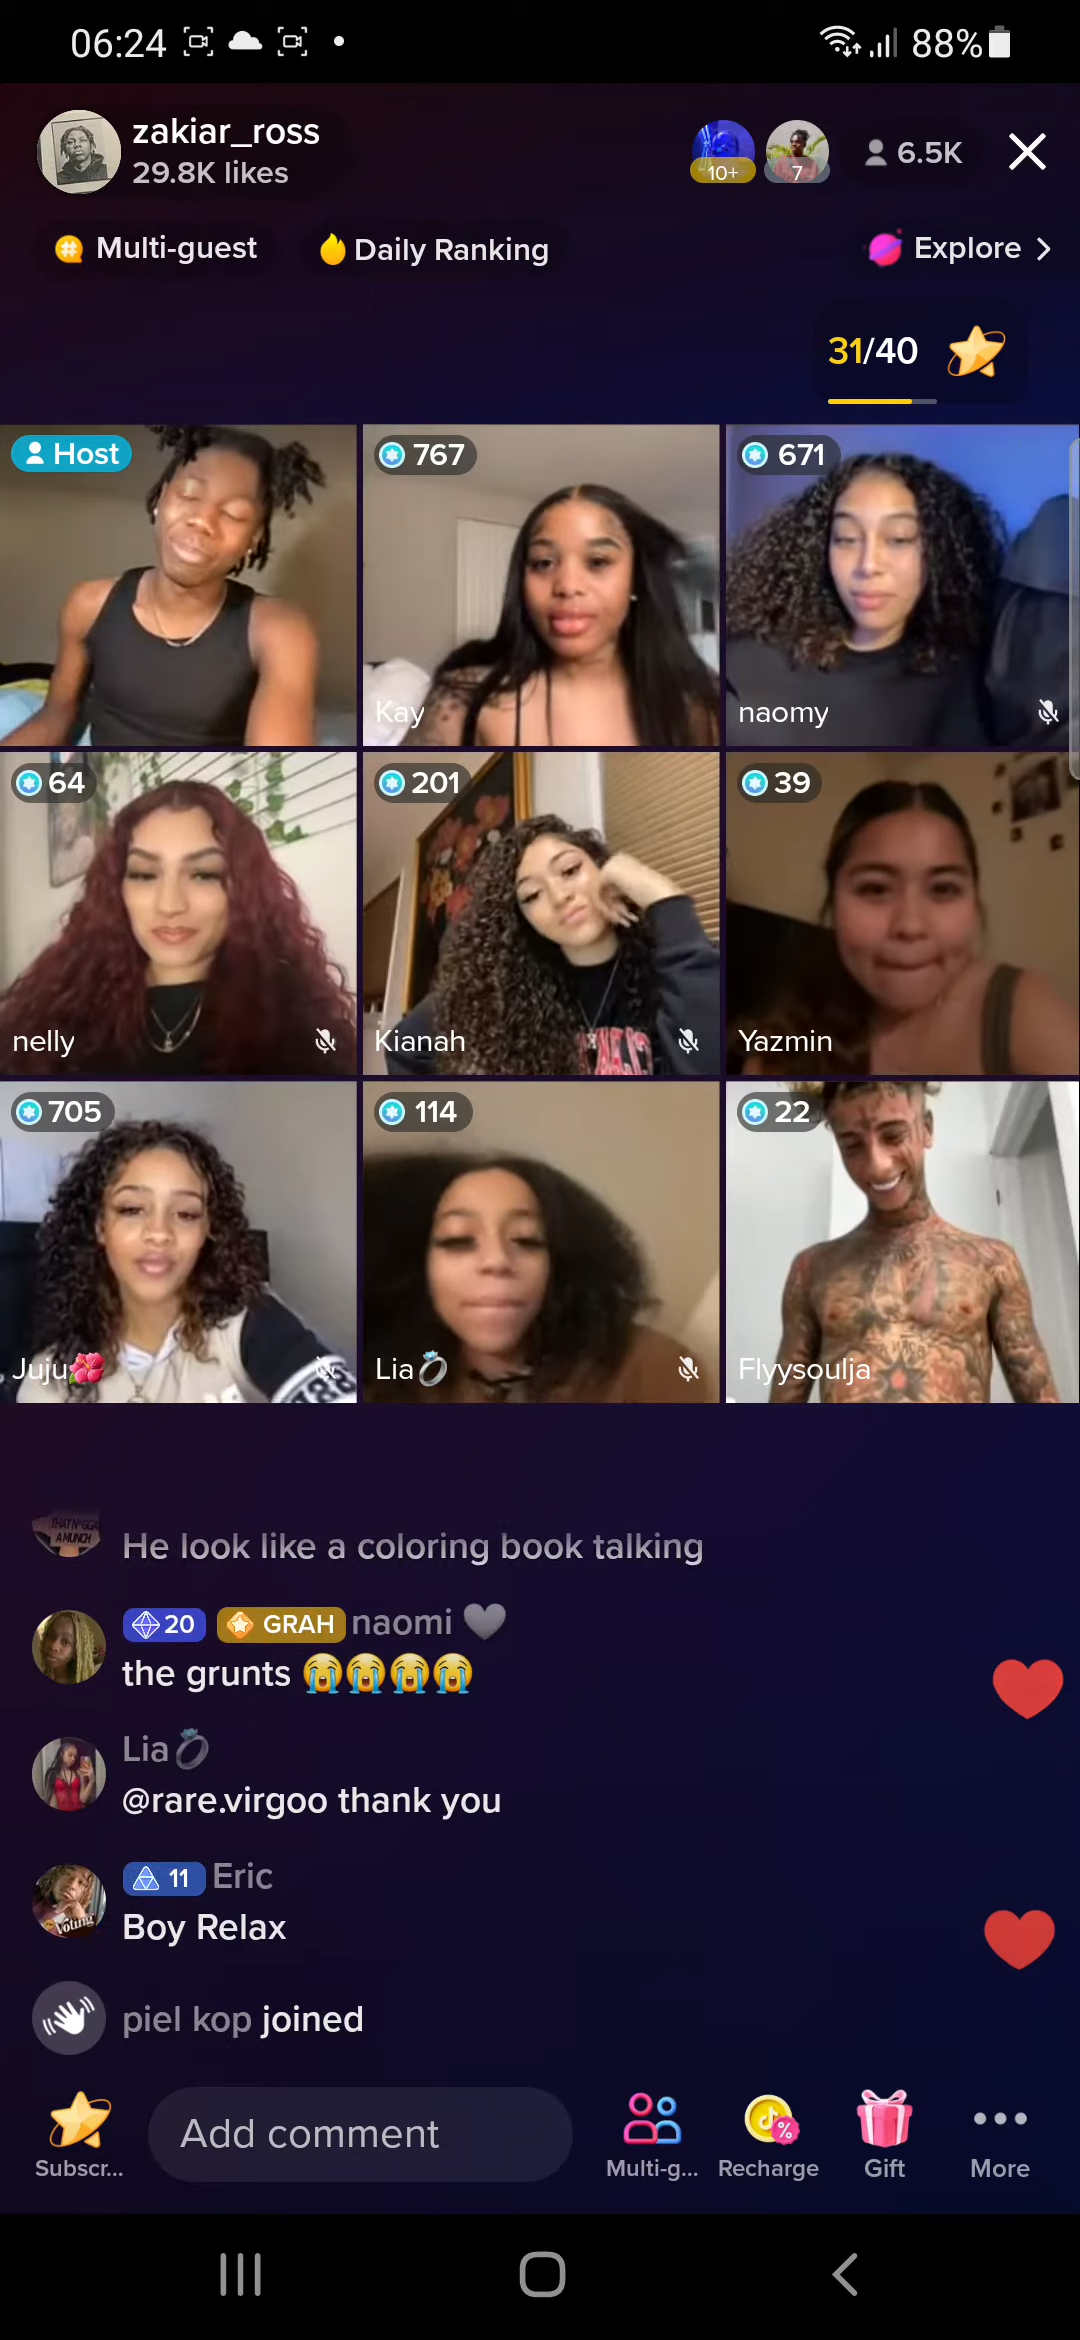 06:24
88%
zakiar_ross
29.8K likes
10+
7
6.5K
Multi-guest
Daily Ranking
Explore
31/40
Host
767
671
Kay
naomy
64
201
39
nelly
Kianah
Yazmin
705
114
22
Juju
Lia
Flyysoulja
A MUNCH
He look like a coloring book talking
20 GRAH naomi
the grunts
Lia
@rare.virgoo thank you
11 Eric
Voting
Boy Relax
piel kop joined
Add comment
Subscr...
Multi-g...
Recharge
Gift
More